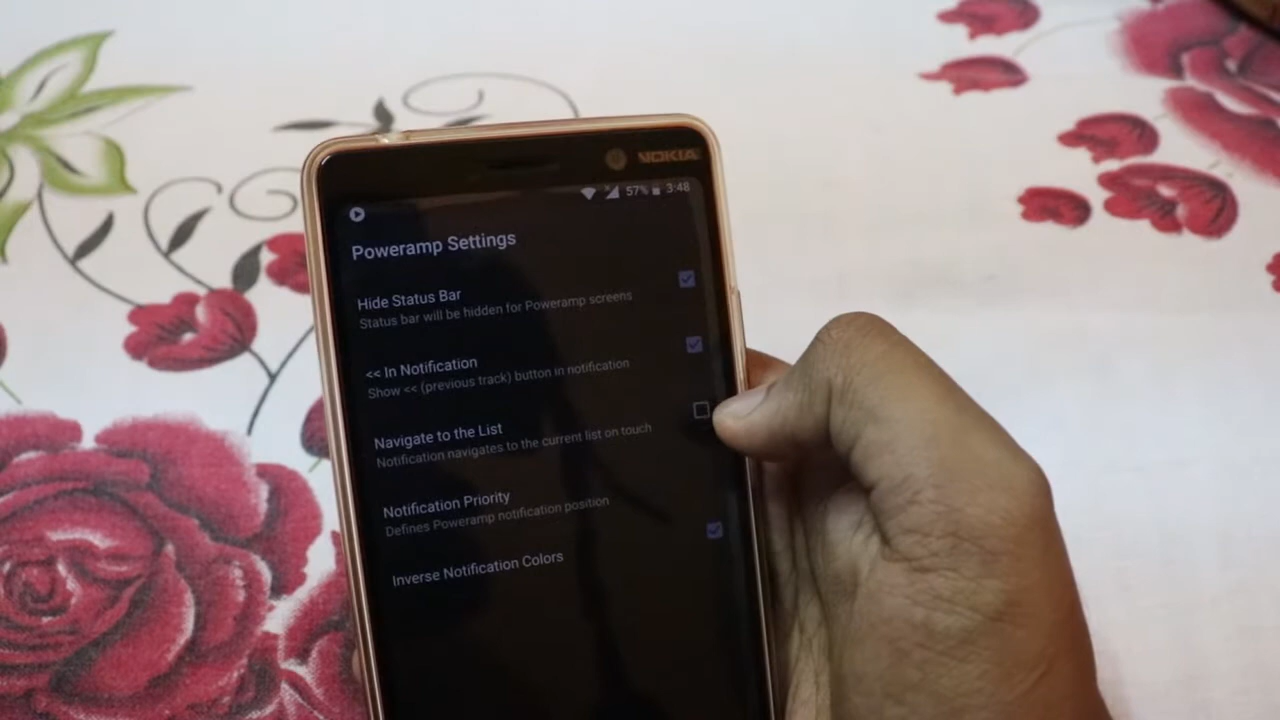 NOKIA
57% 3:48
Poweramp Settings
Hide Status Bar
Status bar will be hidden for Poweramp screens
<< In Notification
Show << (previous track) button in notification
Navigate to the List
Notification navigates to the current list on touch
Notification Priority
Defines Poweramp notification position
Inverse Notification Colors